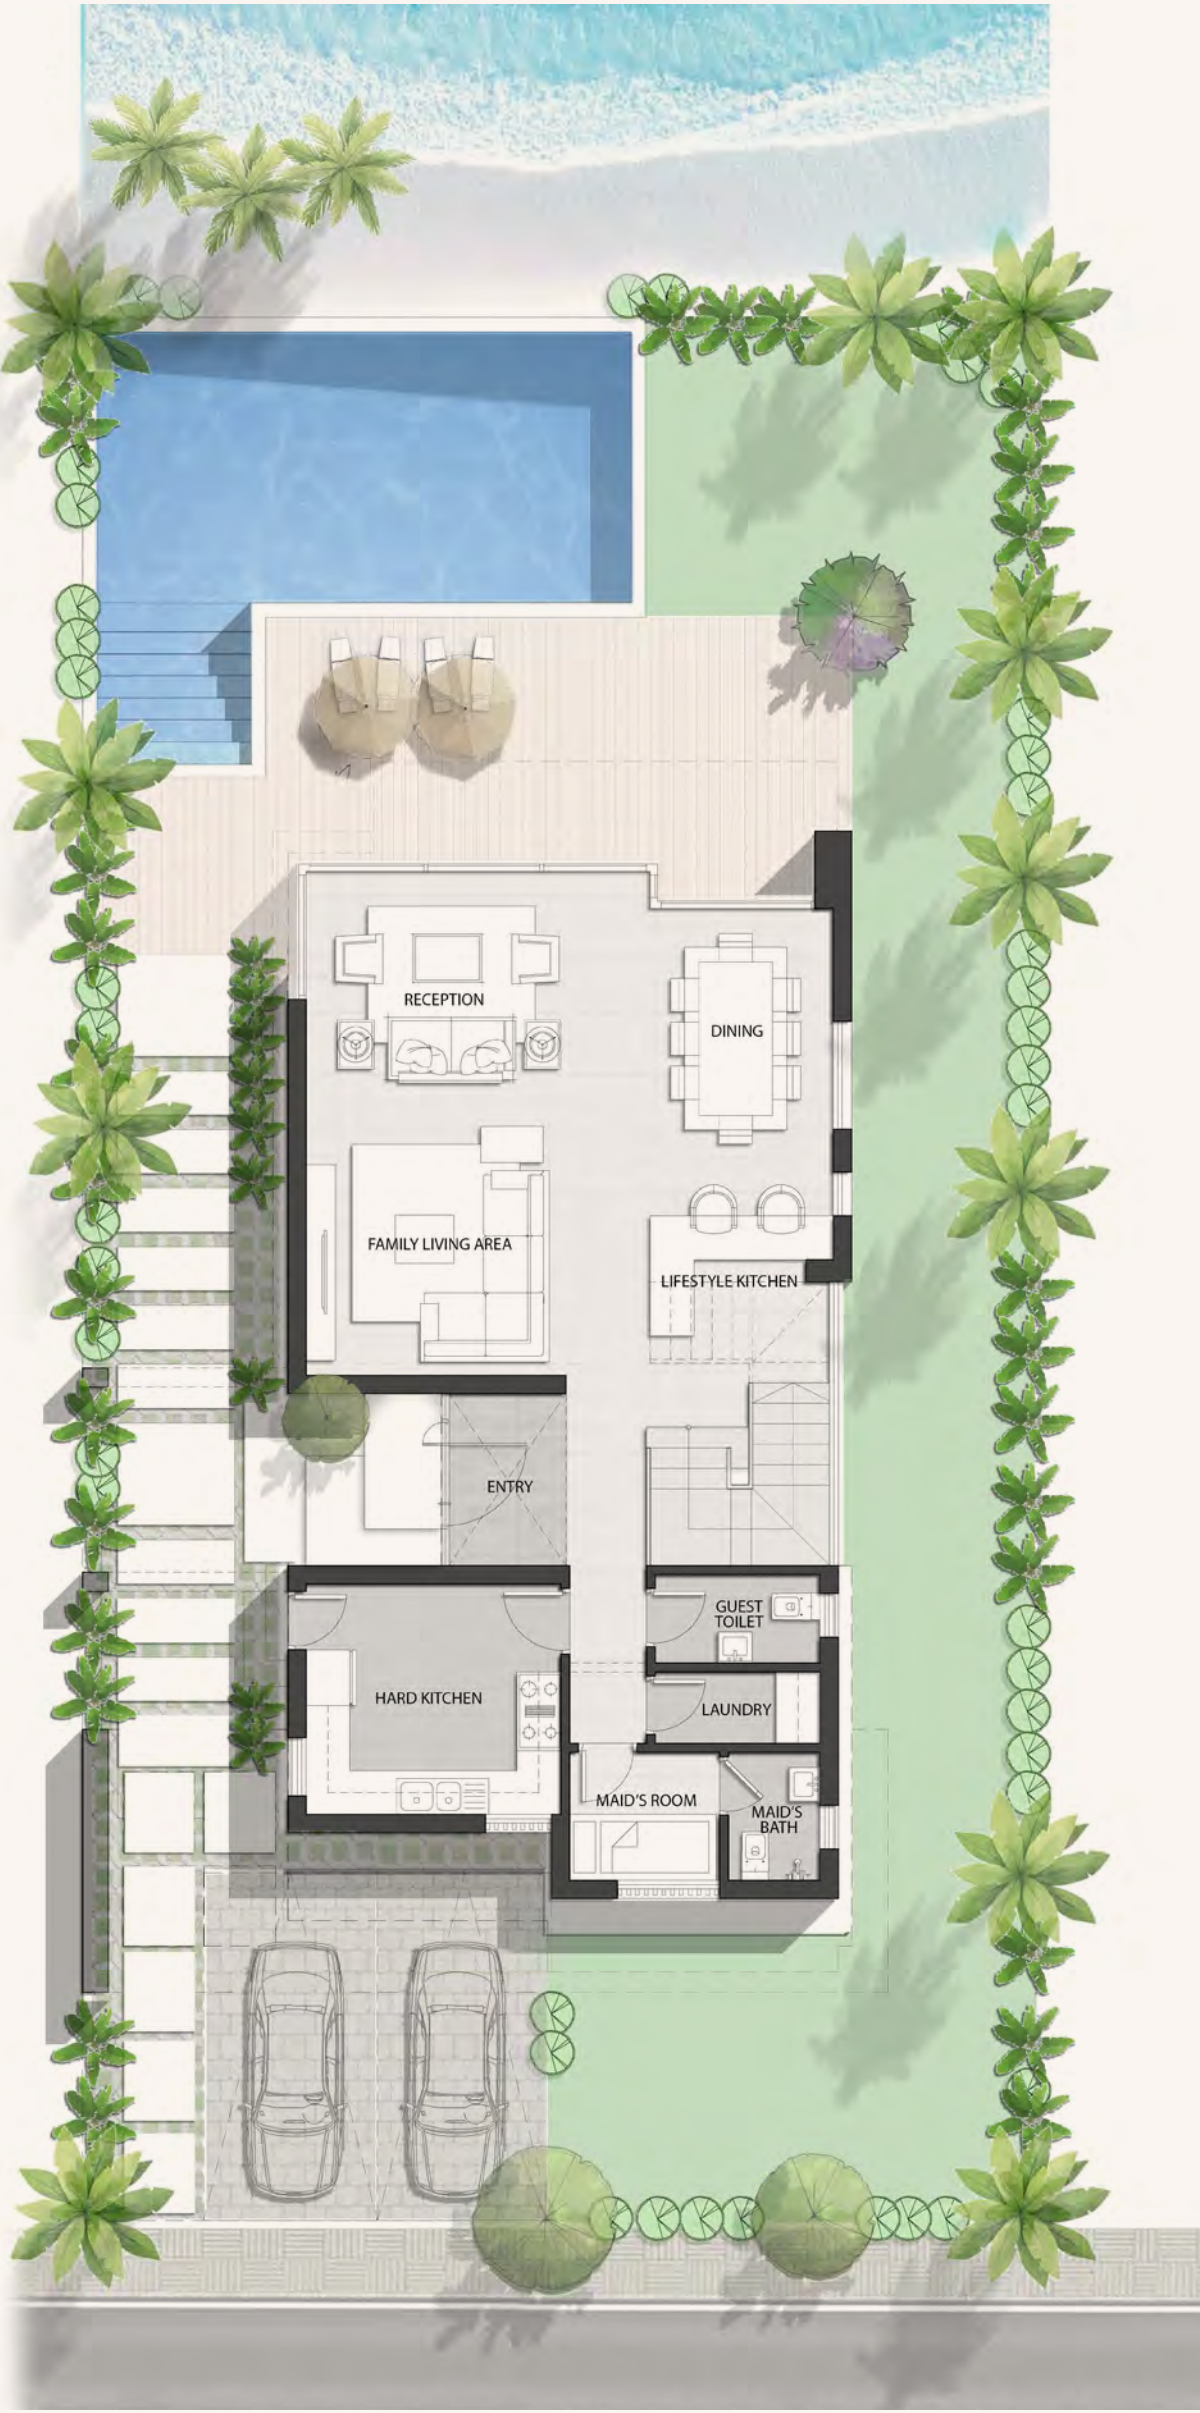 RECEPTION
DINING
FAMILY LIVING AREA
LIFESTYLE KITCHEN
ENTRY
GUEST
TOILET
HARD KITCHEN
LAUNDRY
MAID'S ROOM
MAID'S
BATH